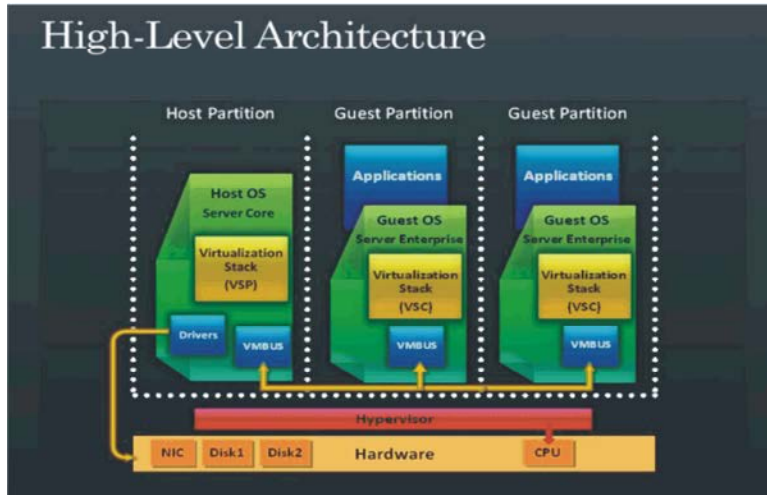 High-Level Architecture
Host Partition
Guest Partition
Guest Partition
Applications
Applications
Host OS
Server Core
Guest OS
Server Enterprise
Guest OS
Server Enterprise
Virtualization
Stack
(VSP)
Virtualization
Stack
(VSC)
Virtualization
Stack
(VSC)
Drivers
VMBUS
VMBUS
VMBUS
Hypervisor
NIC
Disk1
Disk2
Hardware
CPU